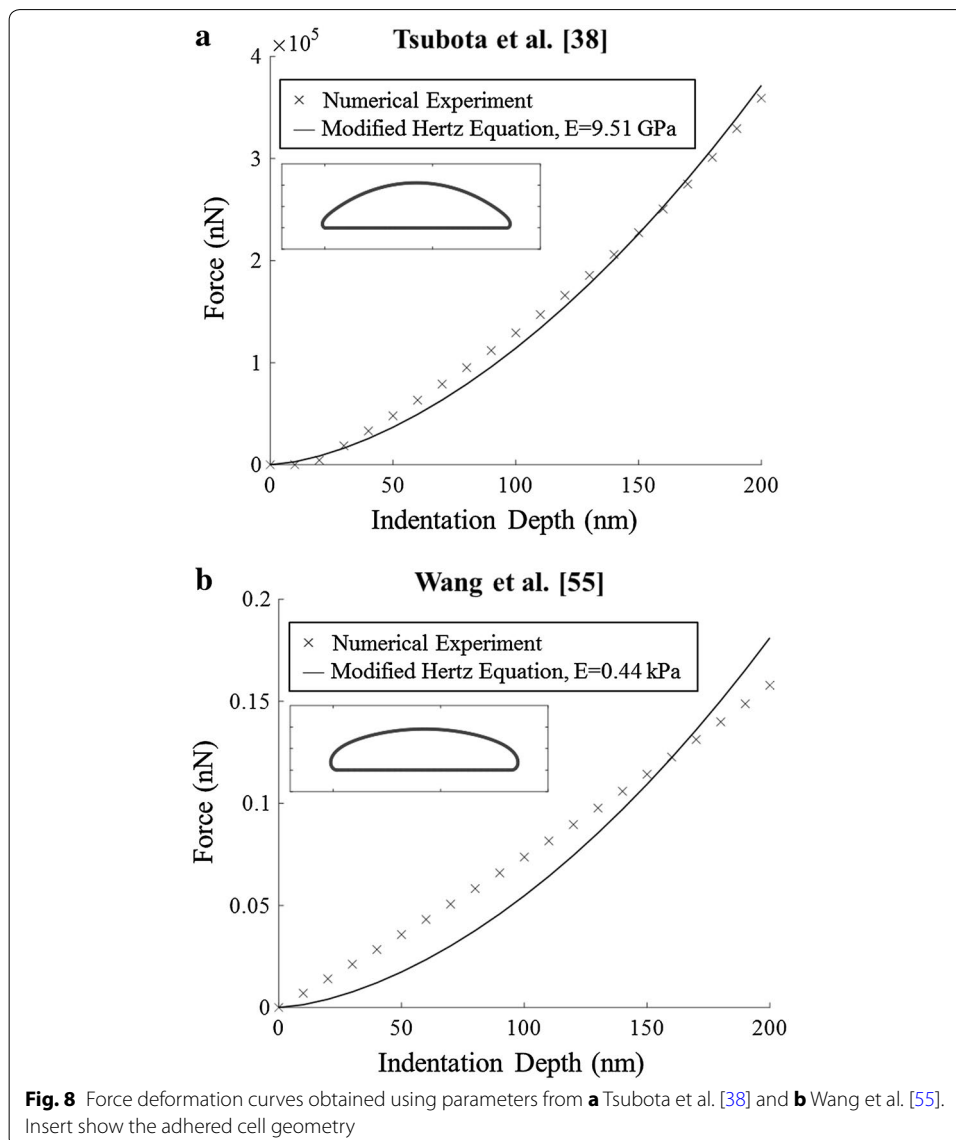 a
Tsubota et al. [38]
×10⁵
4
3
2
1
0
× Numerical Experiment
— Modified Hertz Equation, E=9.51 GPa
Force (nN)
0 50 100 150 200
Indentation Depth (nm)
b
Wang et al. [55]
0.2
0.15
0.1
0.05
0
× Numerical Experiment
— Modified Hertz Equation, E=0.44 kPa
Force (nN)
0 50 100 150 200
Indentation Depth (nm)
Fig. 8 Force deformation curves obtained using parameters from a Tsubota et al. [38] and b Wang et al. [55].
Insert show the adhered cell geometry